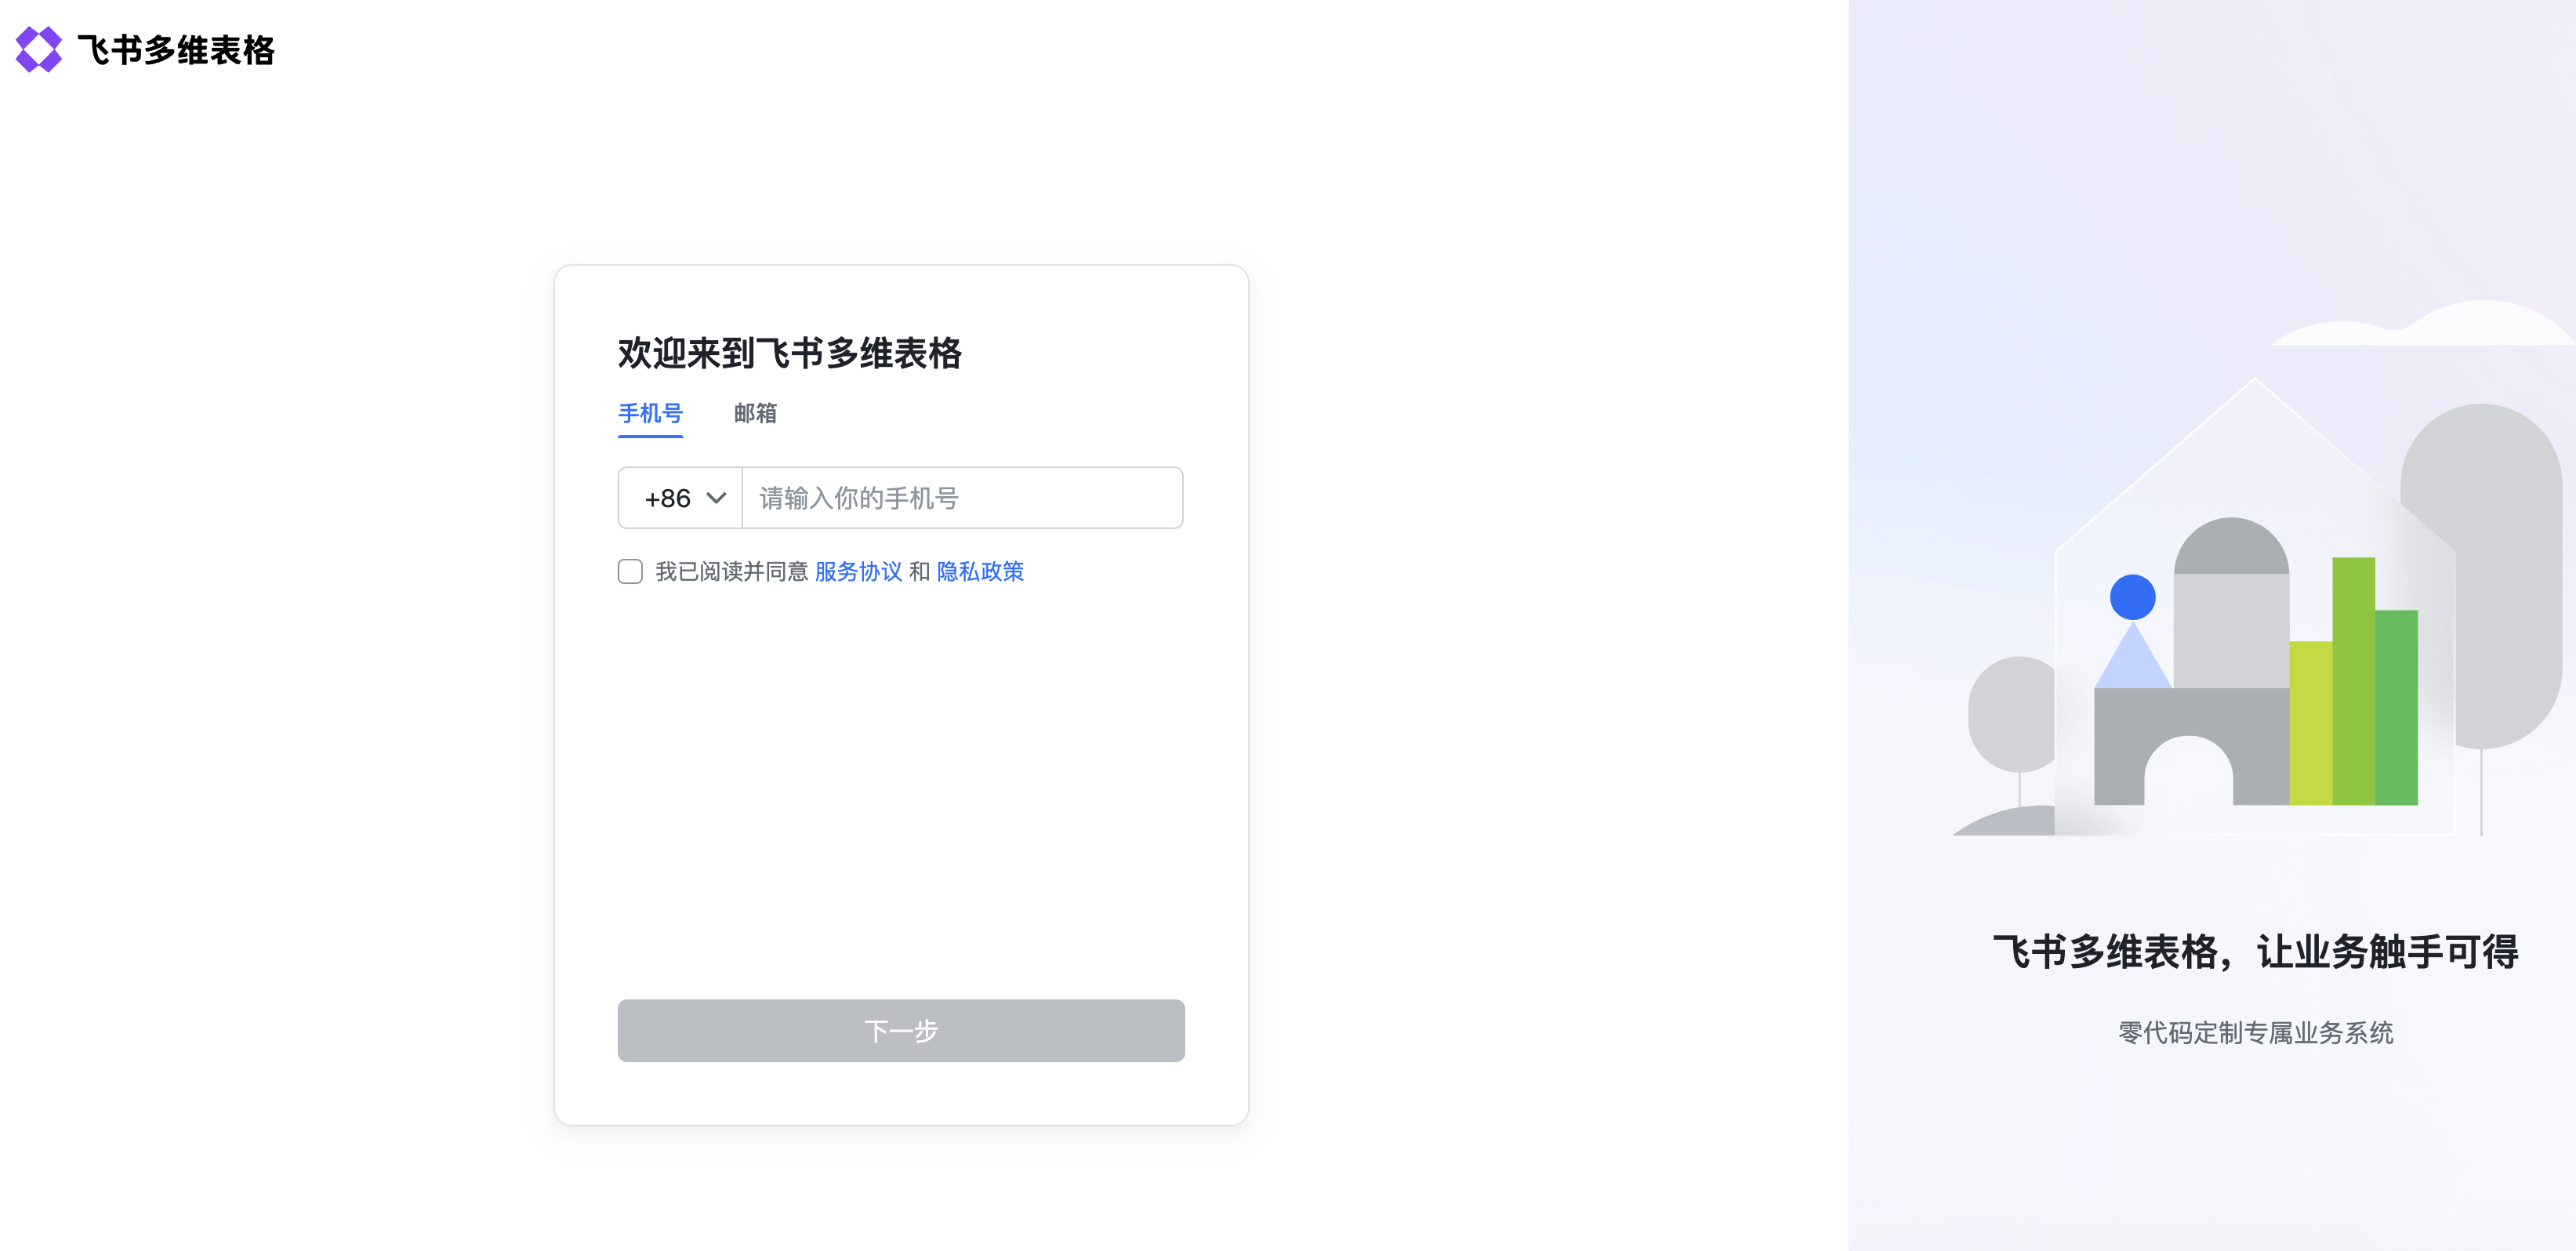 飞书多维表格
欢迎来到飞书多维表格
手机号 邮箱
+86 请输入你的手机号
我已阅读并同意 服务协议 和 隐私政策
下一步
飞书多维表格，让业务触手可得
零代码定制专属业务系统